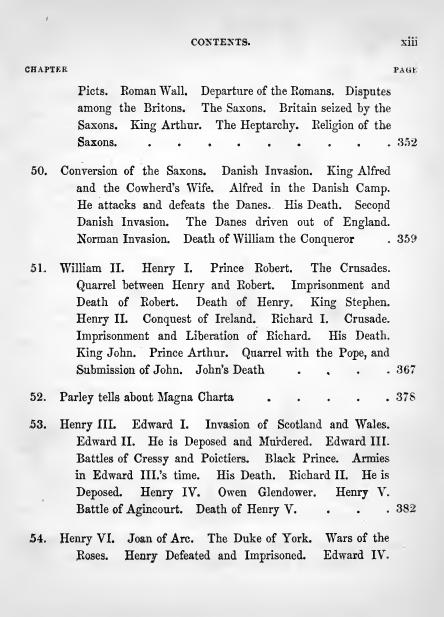 CONTENTS. xiii
CHAPTER PAGE
Picts. Roman Wall. Departure of the Romans. Disputes
among the Britons. The Saxons. Britain seized by the
Saxons. King Arthur. The Heptarchy. Religion of the
Saxons. . . . . . . . . . 352
50. Conversion of the Saxons. Danish Invasion. King Alfred
and the Cowherd's Wife. Alfred in the Danish Camp.
He attacks and defeats the Danes. His Death. Second
Danish Invasion. The Danes driven out of England.
Norman Invasion. Death of William the Conqueror . 359
51. William II. Henry I. Prince Robert. The Crusades.
Quarrel between Henry and Robert. Imprisonment and
Death of Robert. Death of Henry. King Stephen.
Henry II. Conquest of Ireland. Richard I. Crusade.
Imprisonment and Liberation of Richard. His Death.
King John. Prince Arthur. Quarrel with the Pope, and
Submission of John. John's Death . . . . 367
52. Parley tells about Magna Charta . . . . . 378
53. Henry III. Edward I. Invasion of Scotland and Wales.
Edward II. He is Deposed and Murdered. Edward III.
Battles of Cressy and Poictiers. Black Prince. Armies
in Edward III.'s time. His Death. Richard II. He is
Deposed. Henry IV. Owen Glendower. Henry V.
Battle of Agincourt. Death of Henry V. . . . 382
54. Henry VI. Joan of Arc. The Duke of York. Wars of the
Roses. Henry Defeated and Imprisoned. Edward IV.